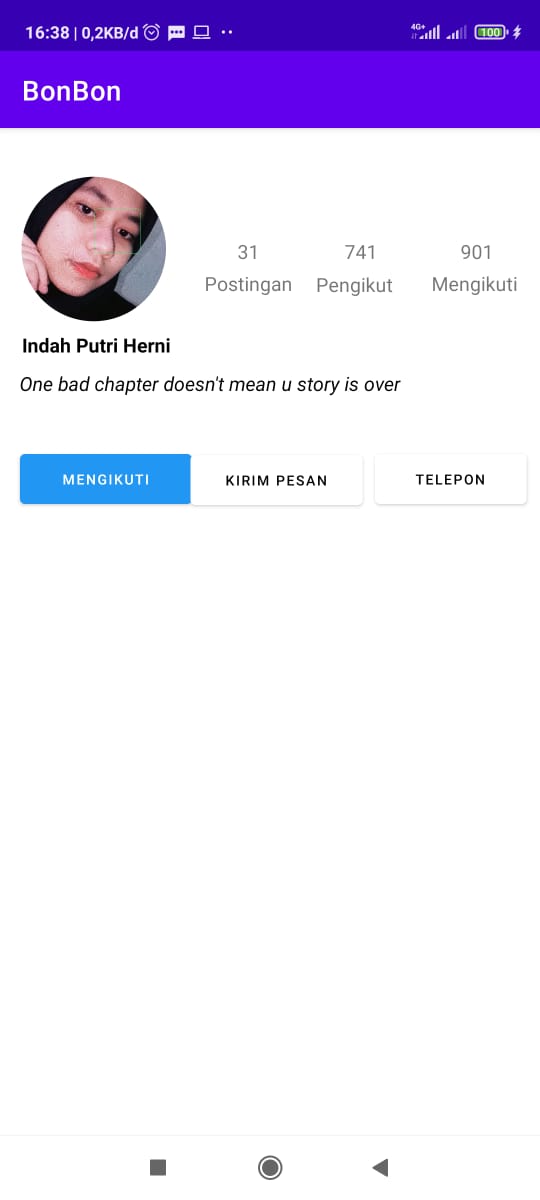 16:38 | 0,2KB/d
4G+
100
BonBon
31
741
901
Postingan
Pengikut
Mengikuti
Indah Putri Herni
One bad chapter doesn't mean u story is over
MENGIKUTI
KIRIM PESAN
TELEPON